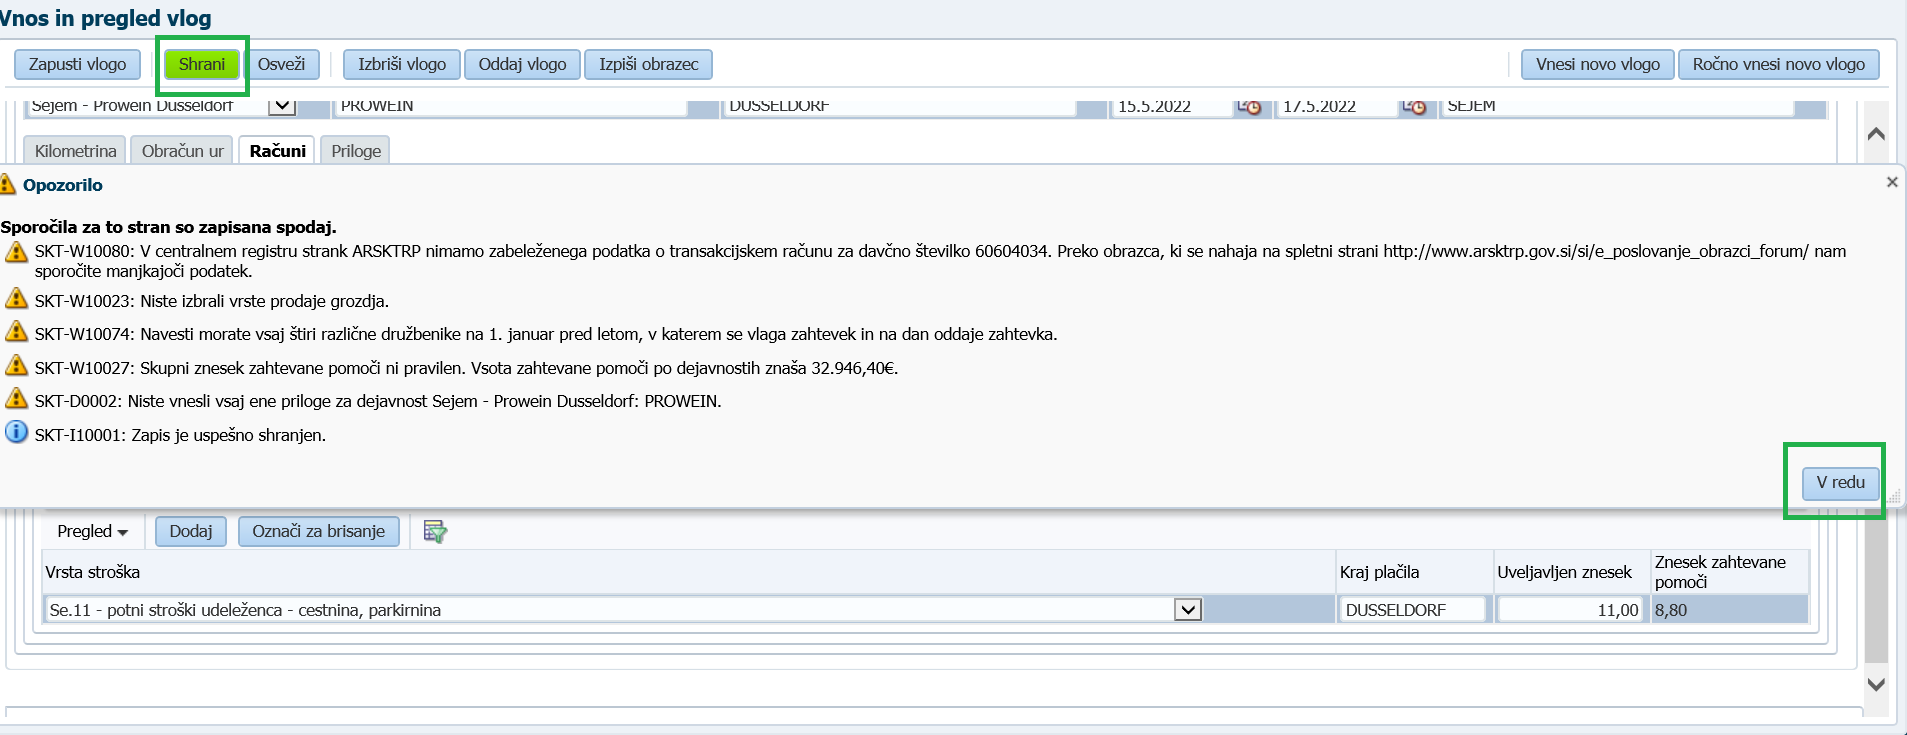 Vnos in pregled vlog
Zapusti vlogo Shrani Osveži Izbriši vlogo Oddaj vlogo Izpiši obrazec Vnesi novo vlogo Ročno vnesi novo vlogo
Sejem - Prowein Dusseldorf PROWEIN DUSSELDORF 15.5.2022 17.5.2022 SEJEM
Kilometrina Obračun ur Računi Priloge
Opozorilo
Sporočila za to stran so zapisana spodaj.
SKT-W10080: V centralnem registru strank ARSKTRP nimamo zabeleženega podatka o transakcijskem računu za davčno številko 60604034. Preko obrazca, ki se nahaja na spletni strani http://www.arsktrp.gov.si/si/e_poslovanje_obrazci_forum/ nam
sporočite manjkajoči podatek.
SKT-W10023: Niste izbrali vrste prodaje grozdja.
SKT-W10074: Navesti morate vsaj štiri različne družbenike na 1. januar pred letom, v katerem se vlaga zahtevek in na dan oddaje zahtevka.
SKT-W10027: Skupni znesek zahtevane pomoči ni pravilen. Vsota zahtevane pomoči po dejavnostih znaša 32.946,40€.
SKT-D0002: Niste vnesli vsaj ene priloge za dejavnost Sejem - Prowein Dusseldorf: PROWEIN.
SKT-I10001: Zapis je uspešno shranjen.
V redu
Pregled Dodaj Označi za brisanje
Vrsta stroška Kraj plačila Uveljavljen znesek Znesek zahtevane
pomoči
Se.11 - potni stroški udeleženca - cestnina, parkirnina DUSSELDORF 11,00 8,80